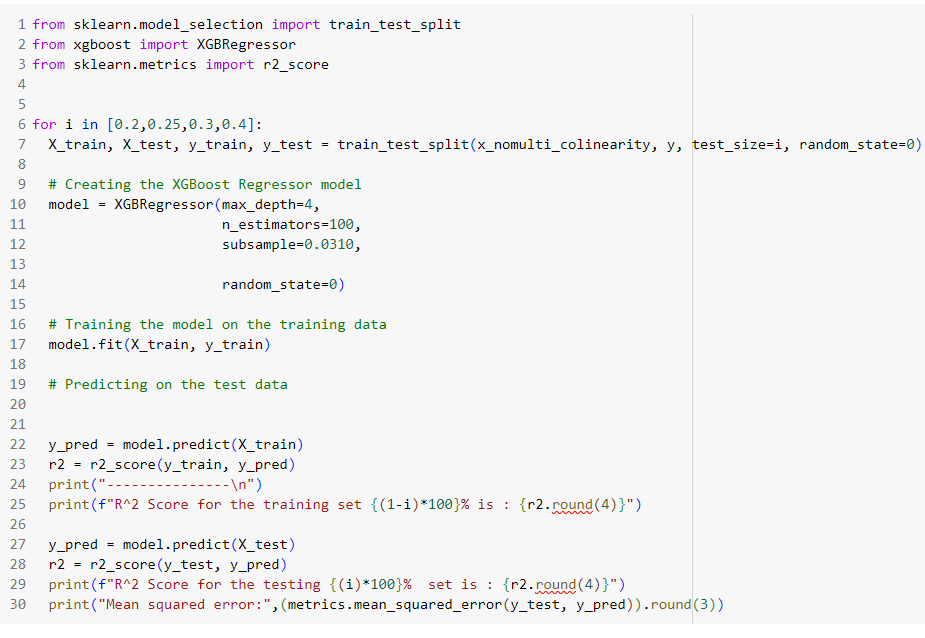 1 from sklearn.model_selection import train_test_split
2 from xgboost import XGBRegressor
3 from sklearn.metrics import r2_score
4
5
6 for i in [0.2,0.25,0.3,0.4]:
7   X_train, X_test, y_train, y_test = train_test_split(x_nomulti_colinearity, y, test_size=i, random_state=0)
8
9   # Creating the XGBoost Regressor model
10   model = XGBRegressor(max_depth=4,
11                        n_estimators=100,
12                        subsample=0.0310,
13
14                        random_state=0)
15
16   # Training the model on the training data
17   model.fit(X_train, y_train)
18
19   # Predicting on the test data
20
21
22   y_pred = model.predict(X_train)
23   r2 = r2_score(y_train, y_pred)
24   print("---------------\n")
25   print(f"R^2 Score for the training set {(1-i)*100}% is : {r2.round(4)}")
26
27   y_pred = model.predict(X_test)
28   r2 = r2_score(y_test, y_pred)
29   print(f"R^2 Score for the testing {(i)*100}%  set is : {r2.round(4)}")
30   print("Mean squared error:",(metrics.mean_squared_error(y_test, y_pred)).round(3))